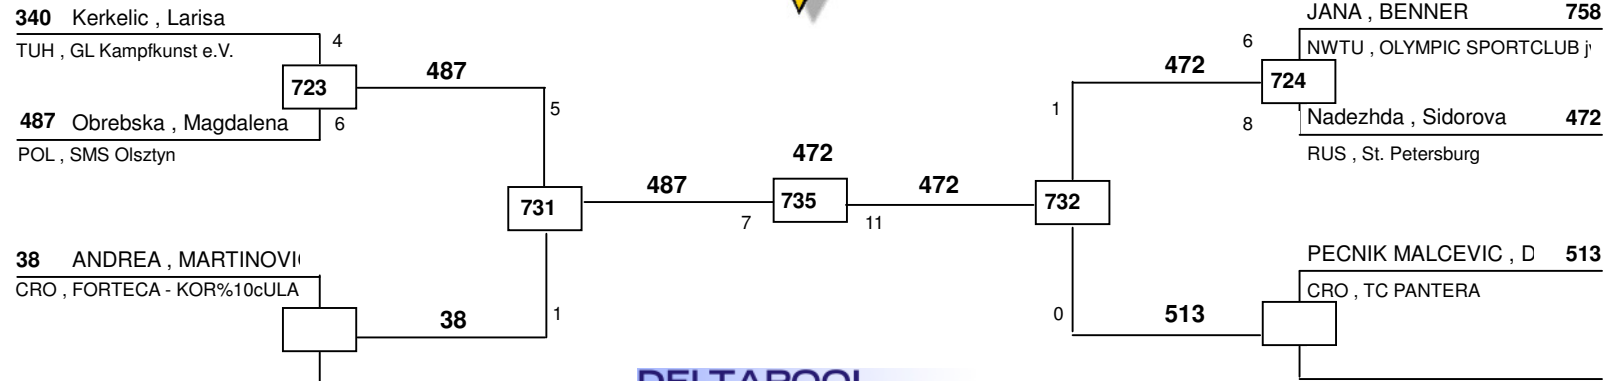 340 Kerkelic , Larisa
TUH , GL Kampfkunst e.V.
4
723
487
487 Obrebska , Magdalena
6
POL , SMS Olsztyn
5
731
487
38 ANDREA , MARTINOVI
CRO , FORTECA - KOR%10cULA
38
1
472
735
7
11
472
JANA , BENNER 758
6
NWTU , OLYMPIC SPORTCLUB
472
724
1
Nadezhda , Sidorova 472
8
RUS , St. Petersburg
732
PECNIK MALCEVIC , D 513
CRO , TC PANTERA
0
513
DELTAPOOL